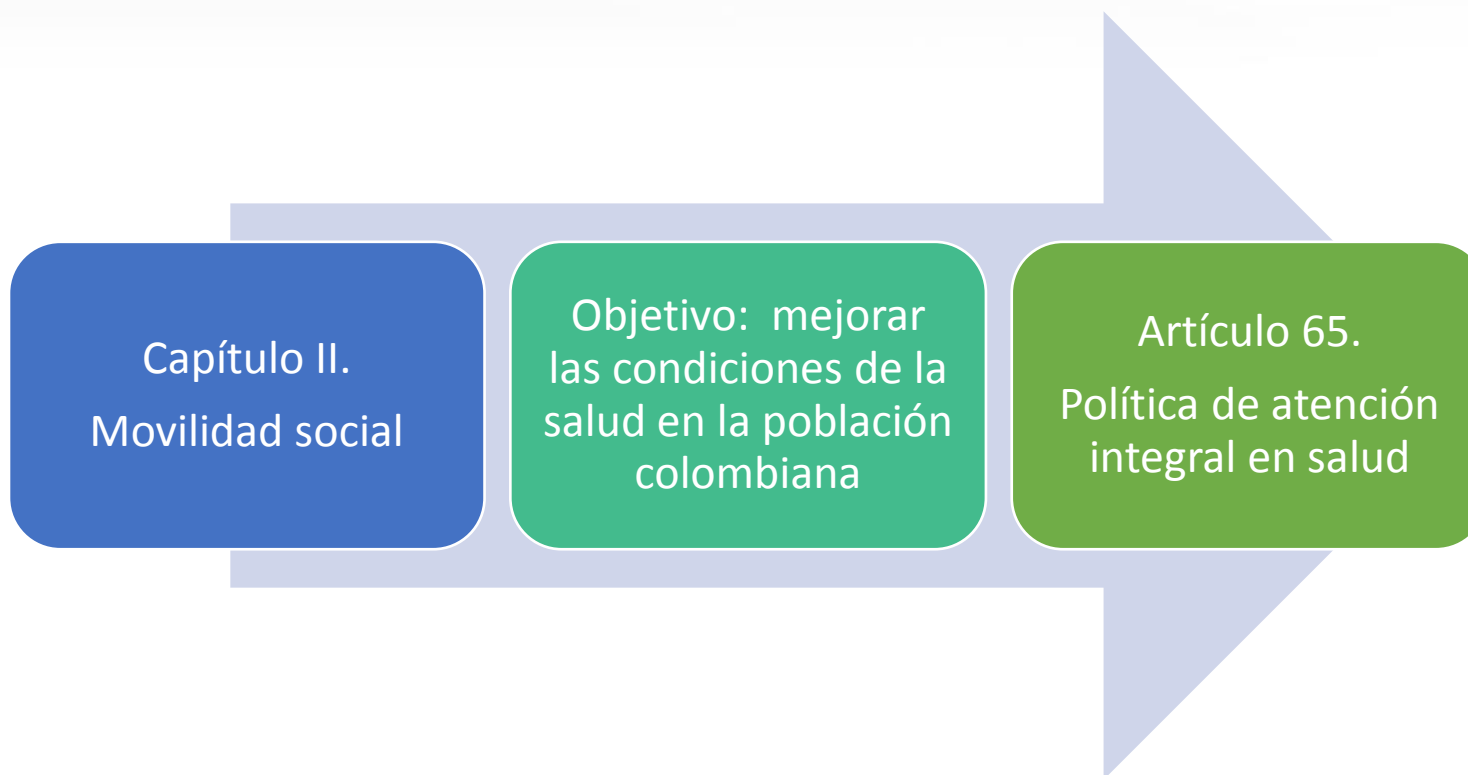 Capítulo II.
Movilidad social
Objetivo: mejorar
las condiciones de la
salud en la población
colombiana
Artículo 65.
Política de atención
integral en salud